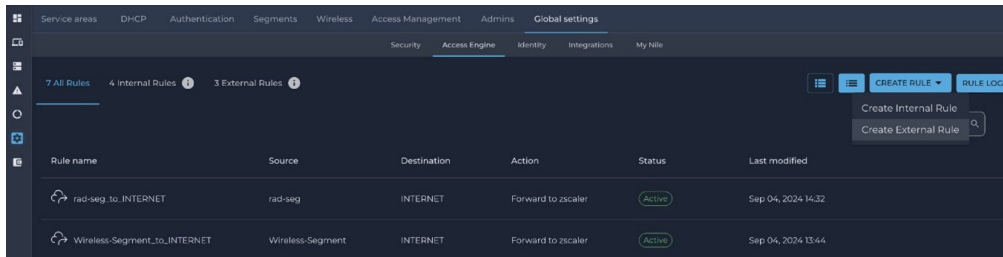 Service areas DHCP Authentication Segments Wireless Access Management Admins Global settings
Security Access Engine Identity Integrations My Nile
7 All Rules 4 Internal Rules 3 External Rules CREATE RULE RULE LOG
Create Internal Rule
Create External Rule
Rule name Source Destination Action Status Last modified
rad-seg_to_INTERNET rad-seg INTERNET Forward to zscaler Active Sep 04, 2024 14:32
Wireless-Segment_to_INTERNET Wireless-Segment INTERNET Forward to zscaler Active Sep 04, 2024 13:44